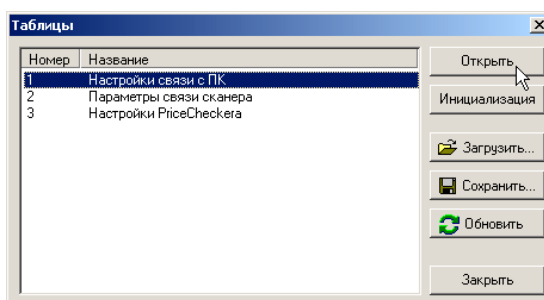 Таблицы
Номер Название
1 Настройки связи с ПК
2 Параметры связи сканера
3 Настройки PriceCheckera
Открыть
Инициализация
Загрузить...
Сохранить...
Обновить
Закрыть